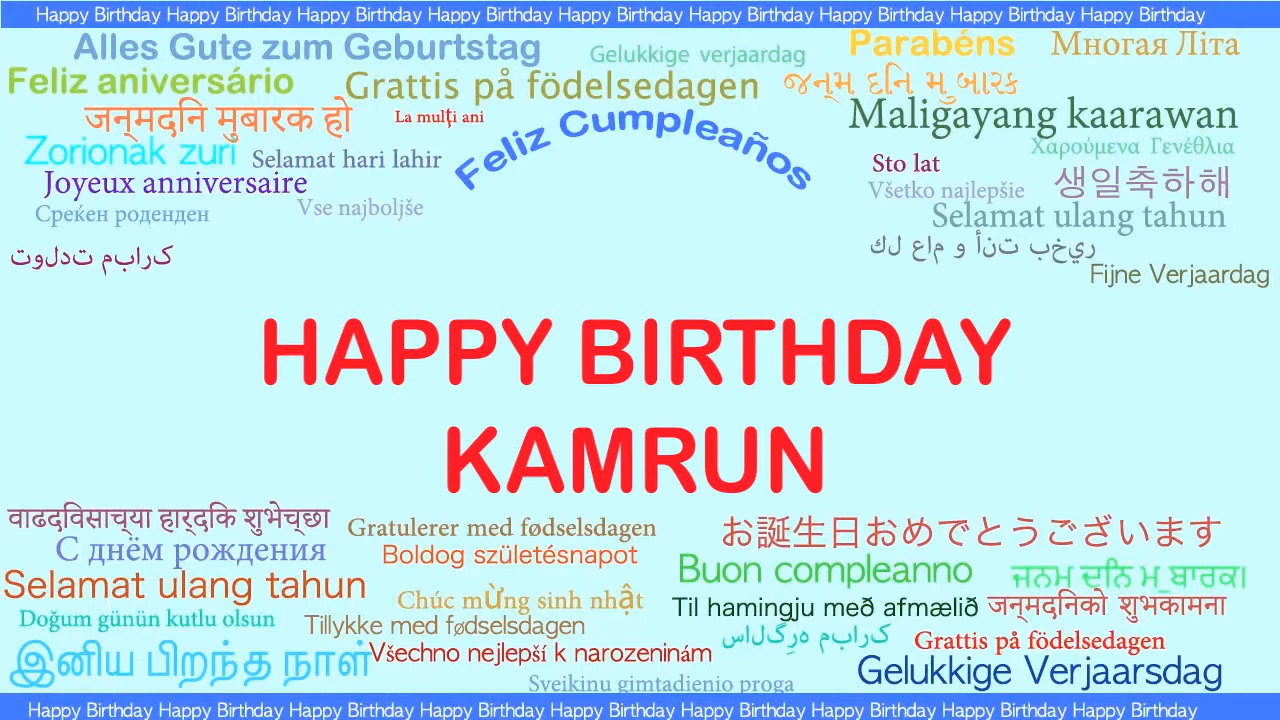 Happy Birthday Happy Birthday Happy Birthday Happy Birthday Happy Birthday Happy Birthday Happy Birthday Happy Birthday Happy Birthday
Alles Gute zum Geburtstag
Gelukkige verjaardag
Parabéns
Многая Літа
Feliz aniversário
Grattis på födelsedagen
જન્મ દિન મુબારક
जन्मदिन मुबारक हो
La mulţi ani
Feliz Cumpleaños
Maligayang kaarawan
Zorionak zuri
Selamat hari lahir
Sto lat
Χαρούμενα Γενέθλια
Joyeux anniversaire
Všetko najlepšie
생일축하해
Среќен роденден
Vse najboljše
Selamat ulang tahun
تولدت مبارک
كل عام و أنت بخير
Fijne Verjaardag
HAPPY BIRTHDAY
KAMRUN
वाढदिवसाच्या हार्दिक शुभेच्छा
Gratulerer med fødselsdagen
お誕生日おめでとうございます
С днём рождения
Boldog születésnapot
Buon compleanno
ਜਨਮ ਦਿਨ ਮੁਬਾਰਕ।
Selamat ulang tahun
Chúc mừng sinh nhật
Til hamingju með afmælið
जन्मदिनको शुभकामना
Doğum günün kutlu olsun
Tillykke med fødselsdagen
سالگرہ مبارک
Grattis på födelsedagen
இனிய பிறந்த நாள்
Všechno nejlepší k narozeninám
Gelukkige Verjaarsdag
Sveikinu gimtadienio proga
Happy Birthday Happy Birthday Happy Birthday Happy Birthday Happy Birthday Happy Birthday Happy Birthday Happy Birthday Happy Birthday